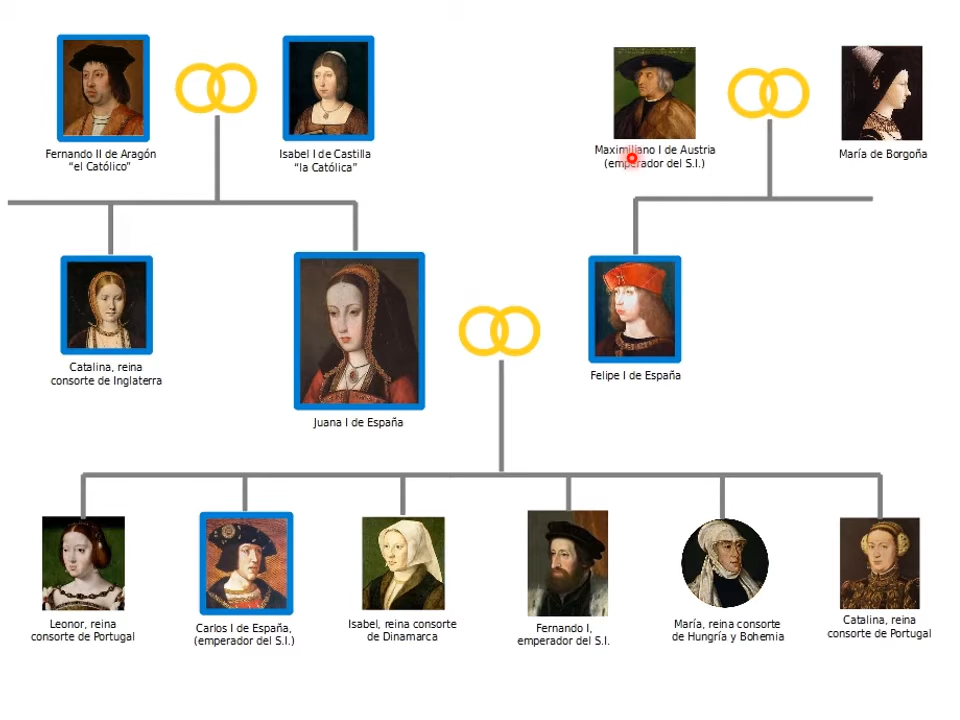 Fernando II de Aragón
“el Católico”
Isabel I de Castilla
“la Católica”
Maximiliano I de Austria
(emperador del S.I.)
María de Borgoña
Catalina, reina
consorte de Inglaterra
Juana I de España
Felipe I de España
Leonor, reina
consorte de Portugal
Carlos I de España,
(emperador del S.I.)
Isabel, reina consorte
de Dinamarca
Fernando I,
emperador del S.I.
María, reina consorte
de Hungría y Bohemia
Catalina, reina
consorte de Portugal